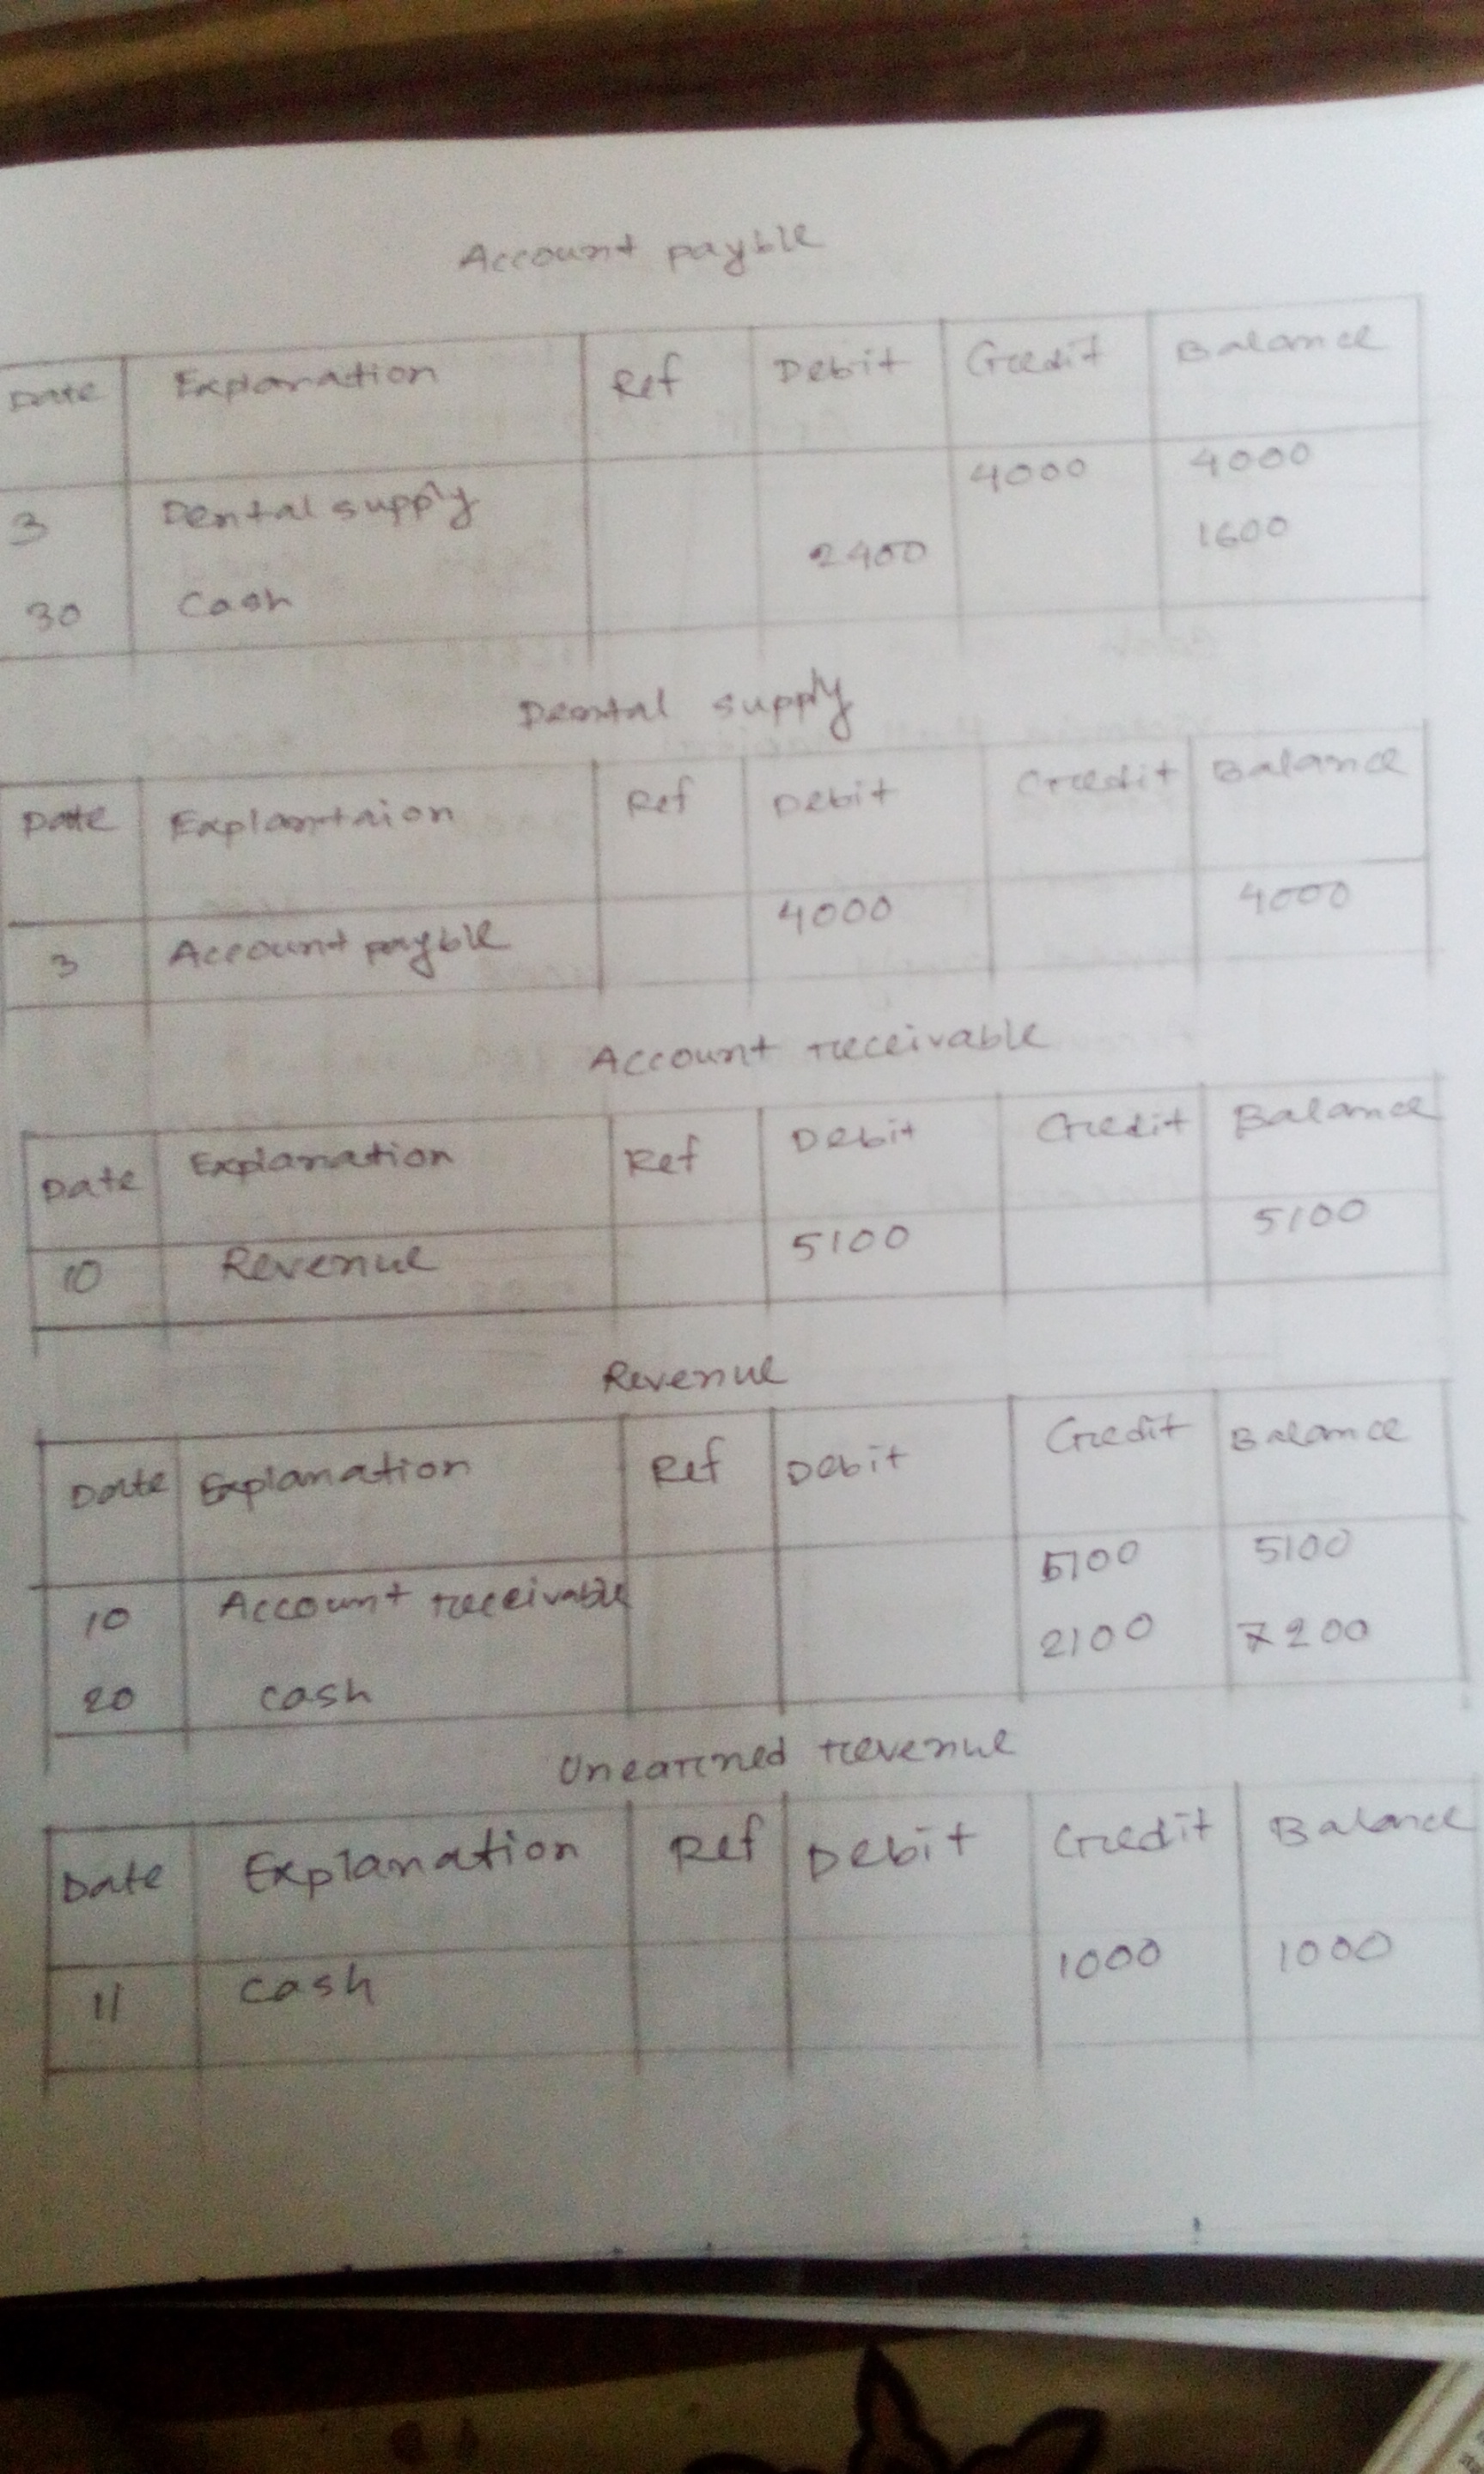 Account payble
Date Explanation Ref Debit Credit Balance
3 Dental supply 4000 4000
30 Cash 2400 1600
Dental supply
Date Explantaion Ref Debit Credit Balance
3 Account payble 4000 4000
Account receivable
Date Explanation Ref Debit Credit Balance
10 Revenue 5100 5100
Revenue
Date Explanation Ref Debit Credit Balance
10 Account receivable 5100 5100
20 cash 2100 7200
Unearned revenue
Date Explanation Ref Debit Credit Balance
11 cash 1000 1000